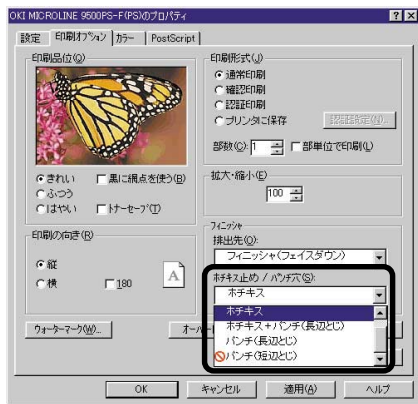 OKI MICROLINE 9500PS-F(PS)のプロパティ
設定 印刷オプション カラー PostScript
印刷品位(Q)
きれい
ふつう
はやい
黒に網点を使う(B)
トナーセーブ(T)
印刷の向き(R)
縦
横
180
A
ウォーターマーク(W)...
オーバー
印刷形式(J)
通常印刷
確認印刷
認証印刷
プリンタに保存
認証設定(N)...
部数(C): 1 部単位で印刷(L)
拡大・縮小(E)
100
フィニッシャ
排出先(O):
フィニッシャ(フェイスダウン)
ホチキス止め / パンチ穴(S):
ホチキス
ホチキス
ホチキス+パンチ(長辺とじ)
パンチ(長辺とじ)
パンチ(短辺とじ)
OK キャンセル 適用(A) ヘルプ